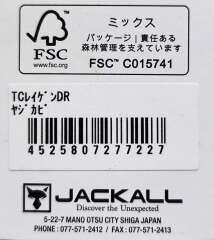 ミックス
パッケージ | 責任ある
森林管理を支えています
FSC™ C015741
FSC
www.fsc.org
TCレイゲンDR
ヤジカビ
4525807277227
JACKALL
Discover the Unexpected
5-22-7 MANO OTSU CITY SHIGA JAPAN
PHONE : 077-571-2412 / FAX : 077-571-2413